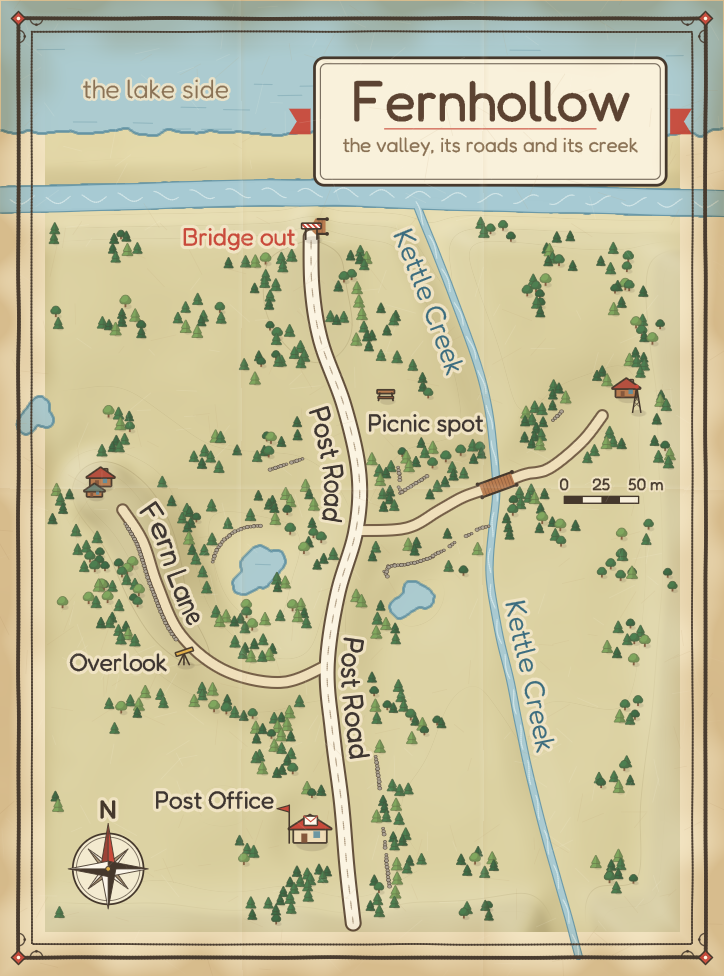 the lake side
Fernhollow
the valley, its roads and its creek
Bridge out
Kettle Creek
Picnic spot
Post Road
0 25 50 m
Fern Lane
Kettle Creek
Post Road
Overlook
Post Office
N